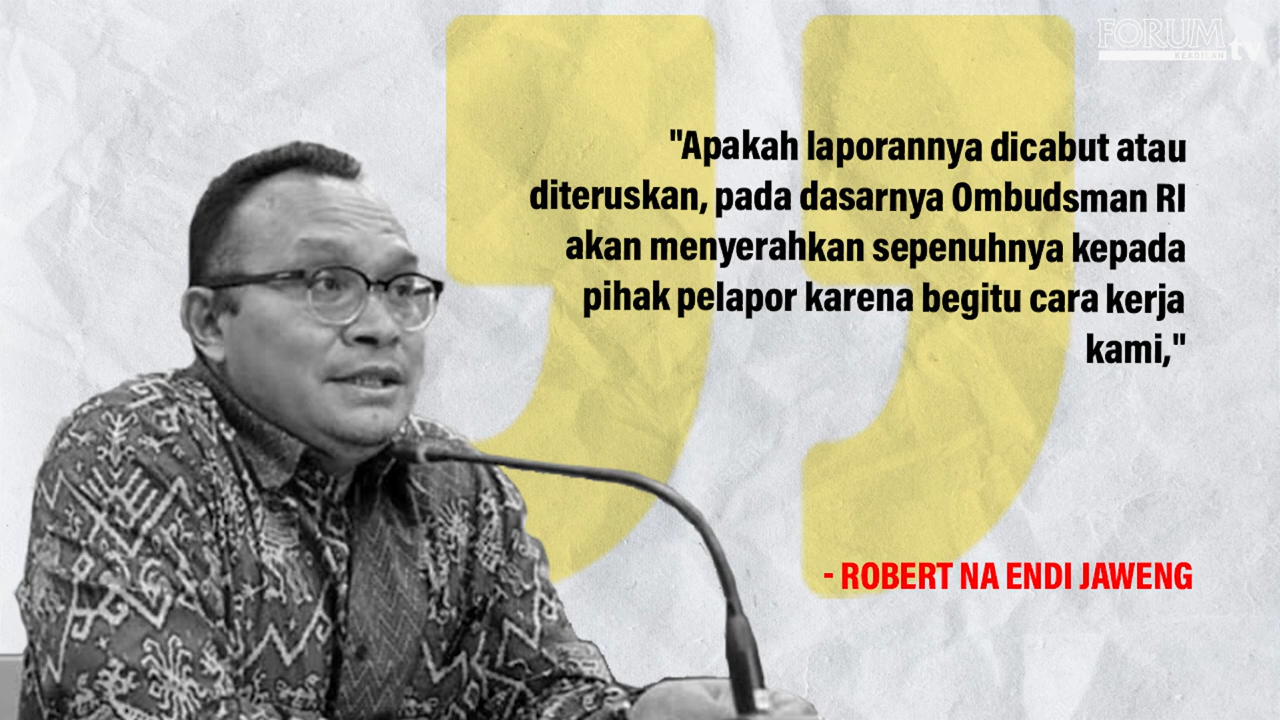 FORUM
KEADILAN
tv
"Apakah laporannya dicabut atau
diteruskan, pada dasarnya Ombudsman RI
akan menyerahkan sepenuhnya kepada
pihak pelapor karena begitu cara kerja
kami,"
- ROBERT NA ENDI JAWENG